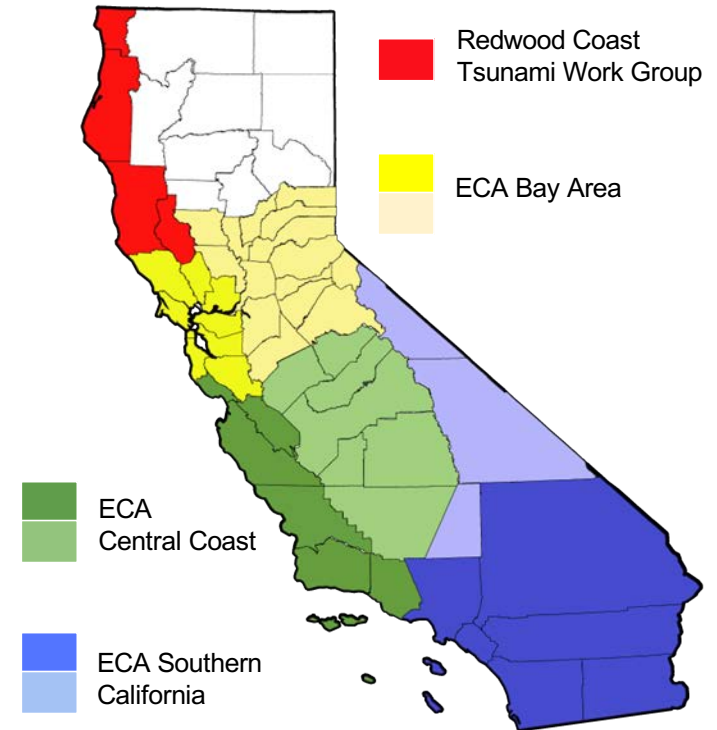 Redwood Coast
Tsunami Work Group
ECA Bay Area
ECA
Central Coast
ECA Southern
California